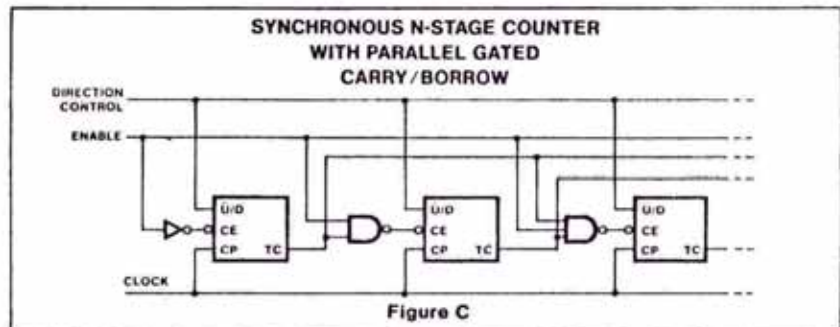 SYNCHRONOUS N-STAGE COUNTER
WITH PARALLEL GATED
CARRY/BORROW
DIRECTION
CONTROL
ENABLE
Ū/D
CE
CP TC
Ū/D
CE
CP TC
Ū/D
CE
CP TC
CLOCK
Figure C